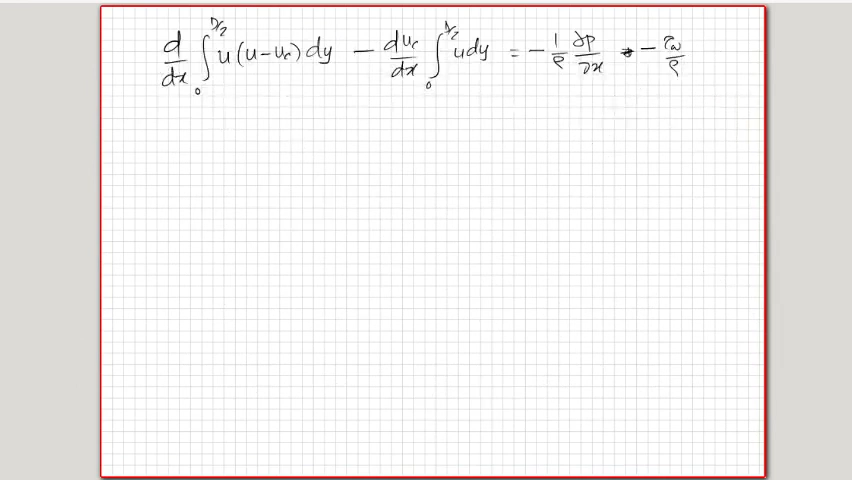 d/dx ∫₀^{D/2} u(u-u_c) dy - du_c/dx ∫₀^{D/2} u dy = - 1/ρ ∂p/∂x - τ_w/ρ